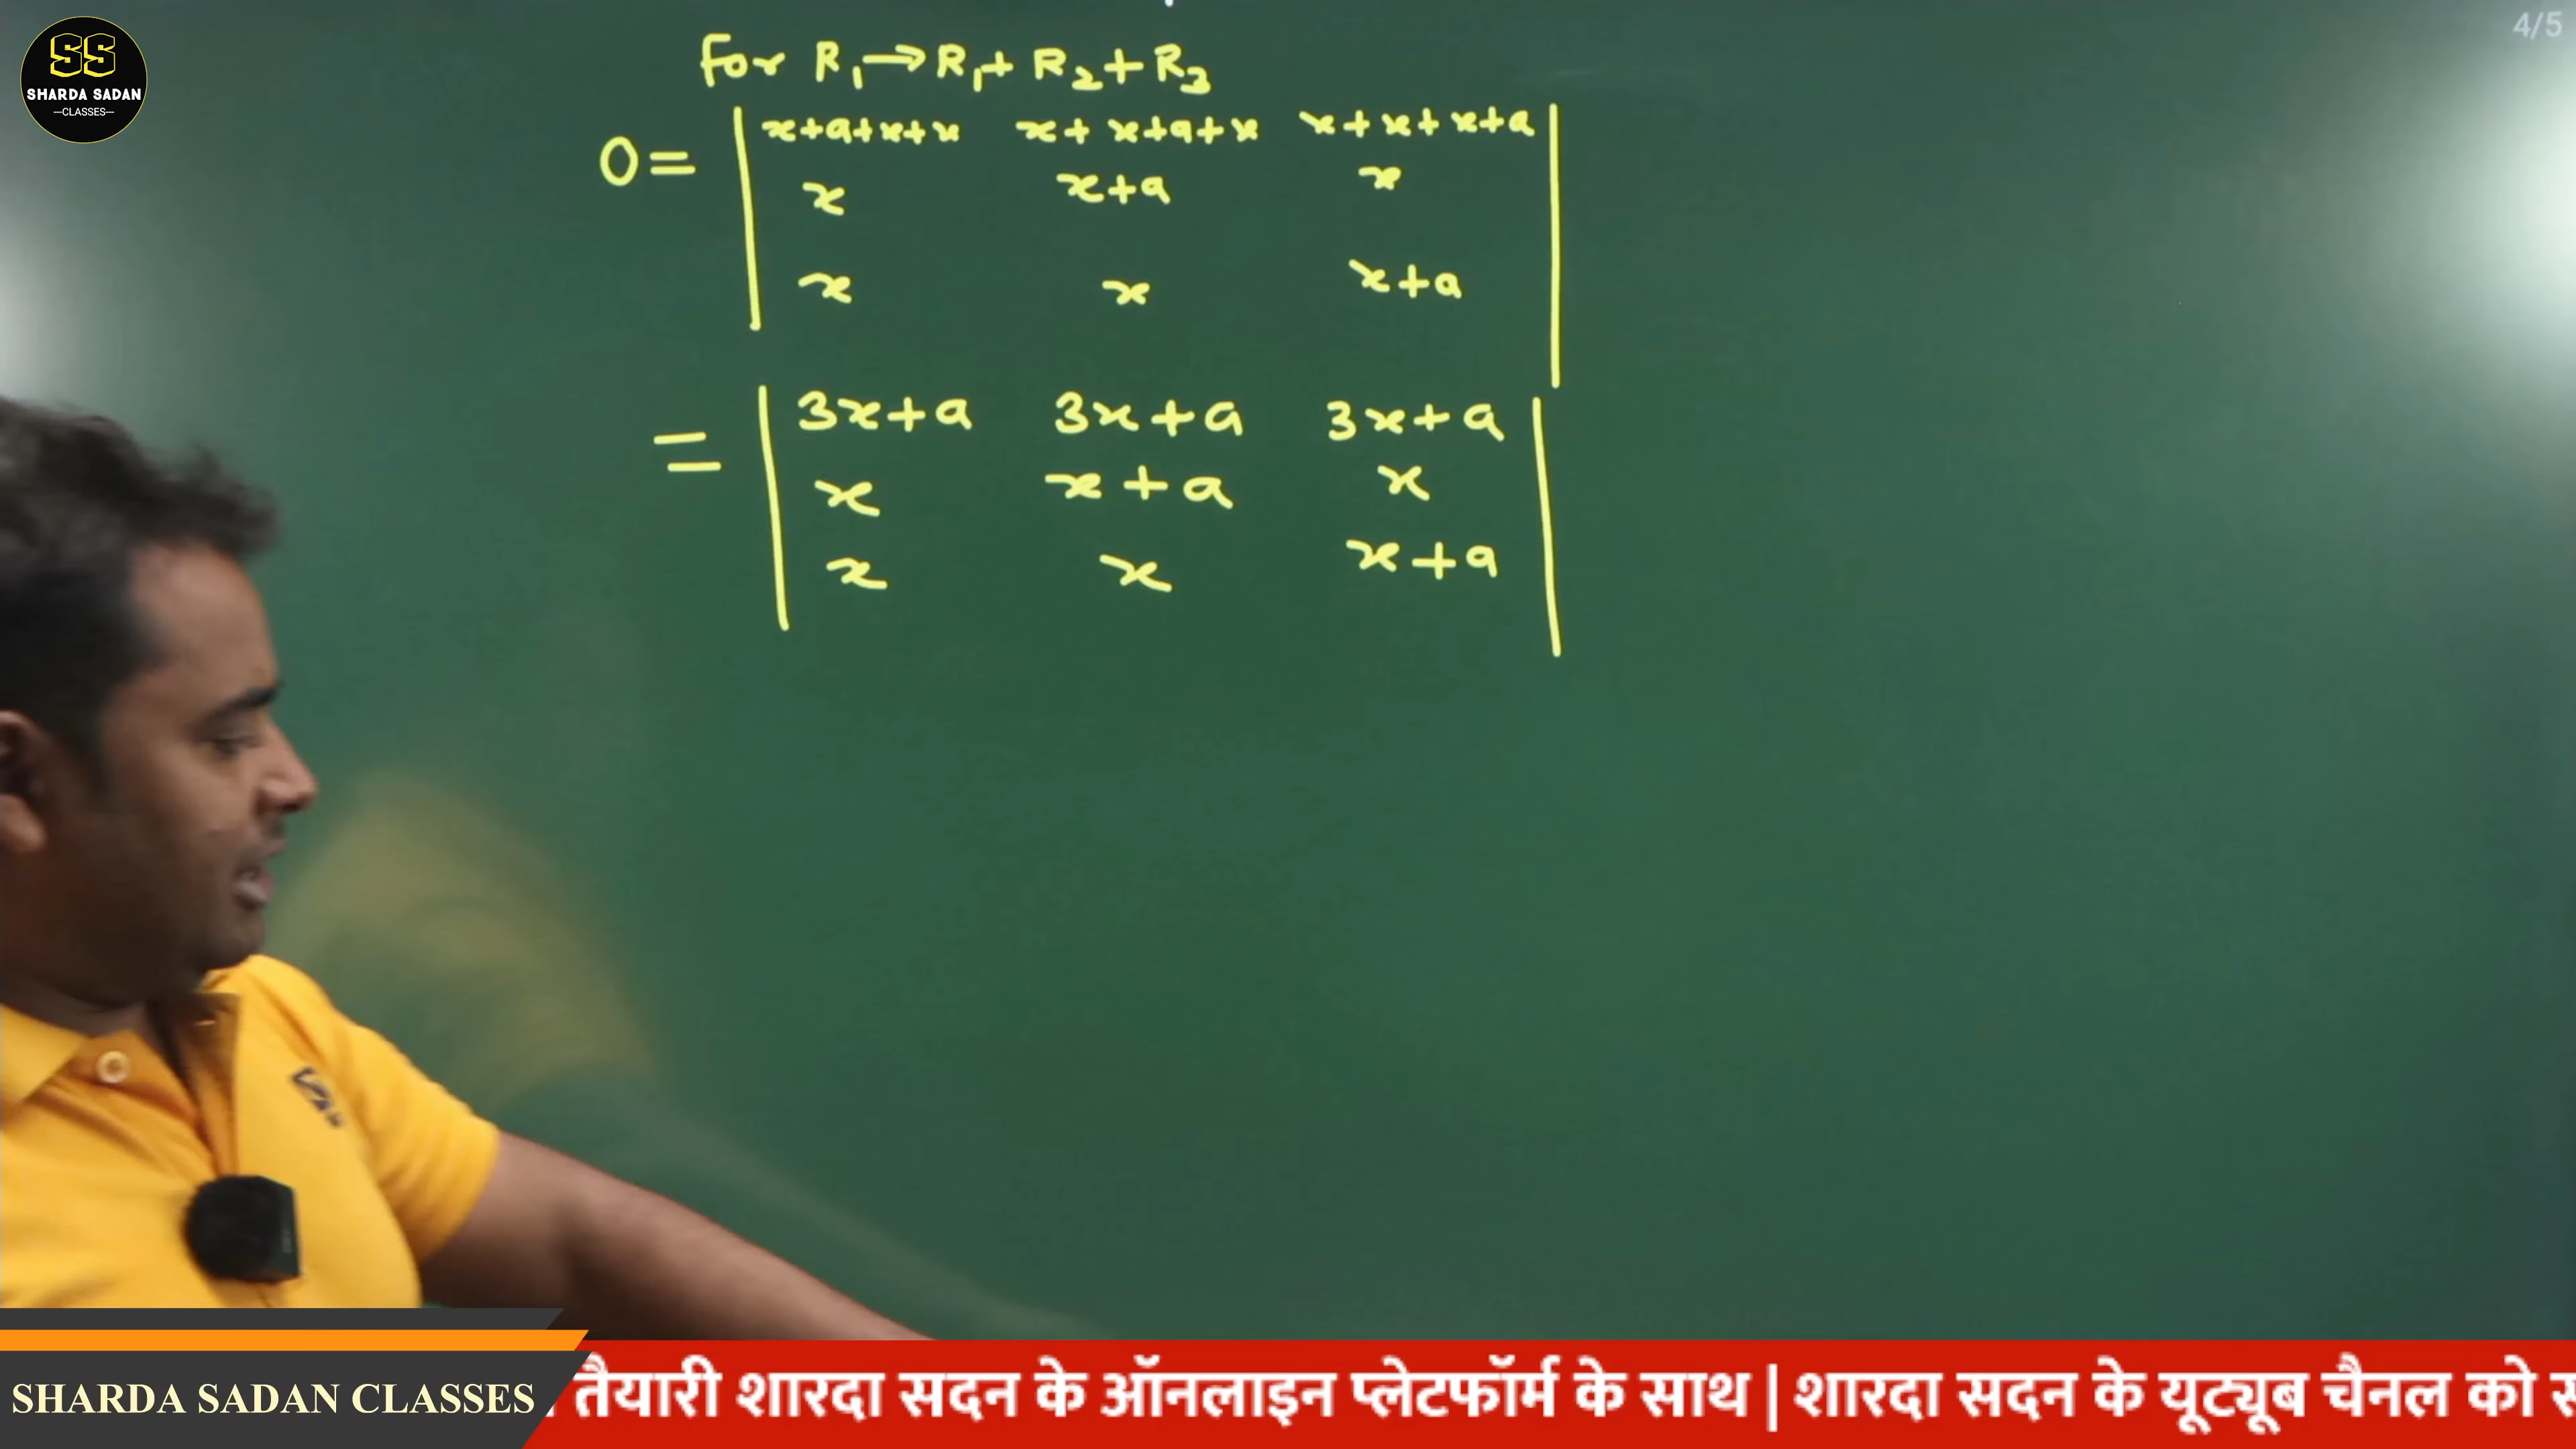 4/5
SS
SHARDA SADAN
—CLASSES—
For R₁→R₁+ R₂+R₃
0= | x+a+x+x x+ x+a+x x+x+x+a |
x x+a x
x x x+a
= | 3x+a 3x+a 3x+a |
x x+a x
x x x+a
SHARDA SADAN CLASSES
तैयारी शारदा सदन के ऑनलाइन प्लेटफॉर्म के साथ | शारदा सदन के यूट्यूब चैनल को